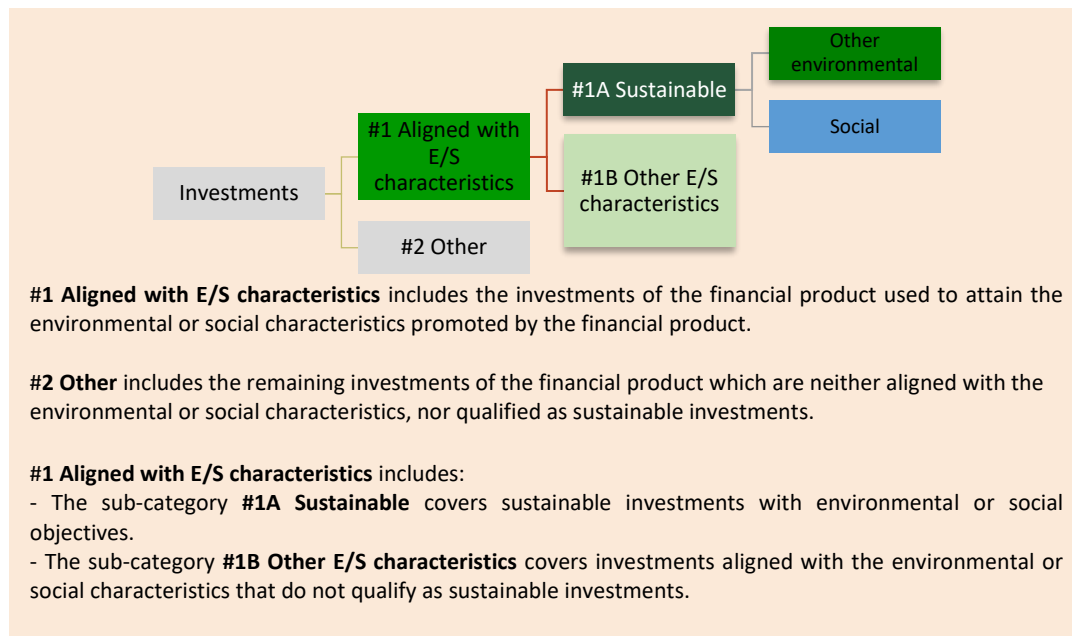 Other
environmental
#1A Sustainable
Social
#1 Aligned with
E/S
characteristics
#1B Other E/S
characteristics
Investments
#2 Other
#1 Aligned with E/S characteristics includes the investments of the financial product used to attain the
environmental or social characteristics promoted by the financial product.
#2 Other includes the remaining investments of the financial product which are neither aligned with the
environmental or social characteristics, nor qualified as sustainable investments.
#1 Aligned with E/S characteristics includes:
- The sub-category #1A Sustainable covers sustainable investments with environmental or social
objectives.
- The sub-category #1B Other E/S characteristics covers investments aligned with the environmental or
social characteristics that do not qualify as sustainable investments.